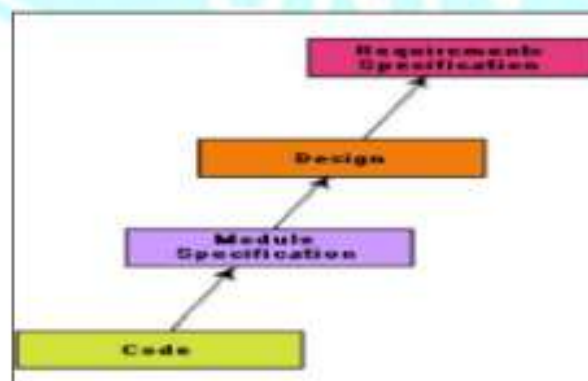 Requirements
Specification
Design
Module
Specification
Code